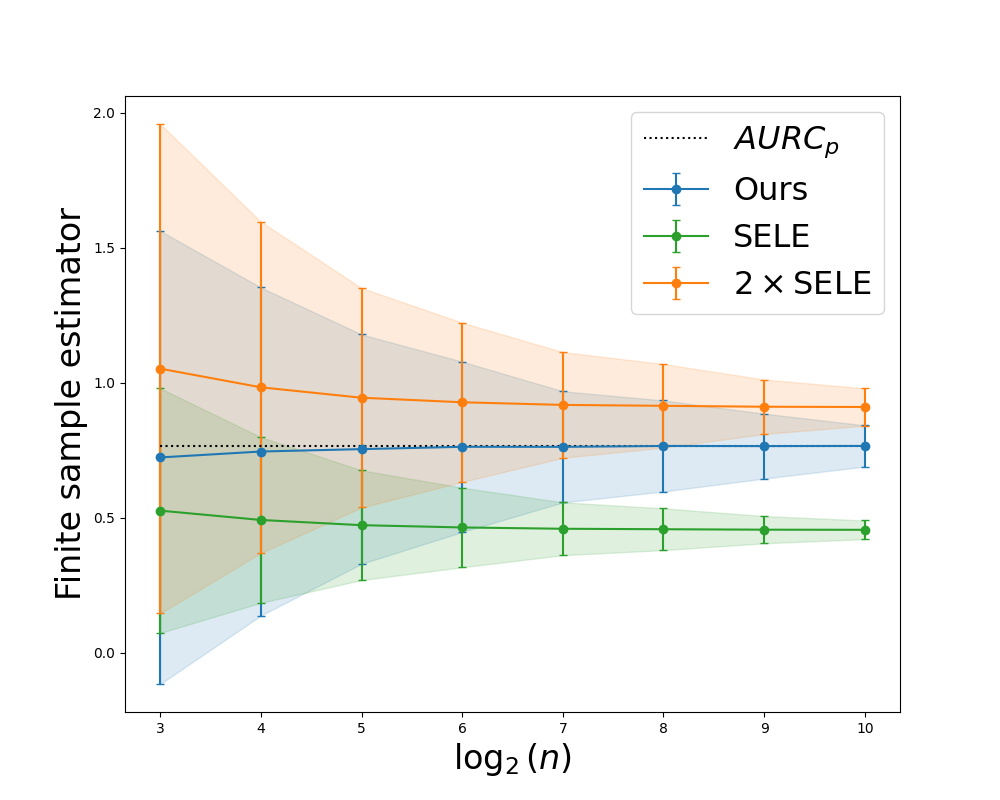 2.0
1.5
1.0
0.5
0.0
Finite sample estimator
AURC_p
Ours
SELE
2 × SELE
3 4 5 6 7 8 9 10
log_2 (n)